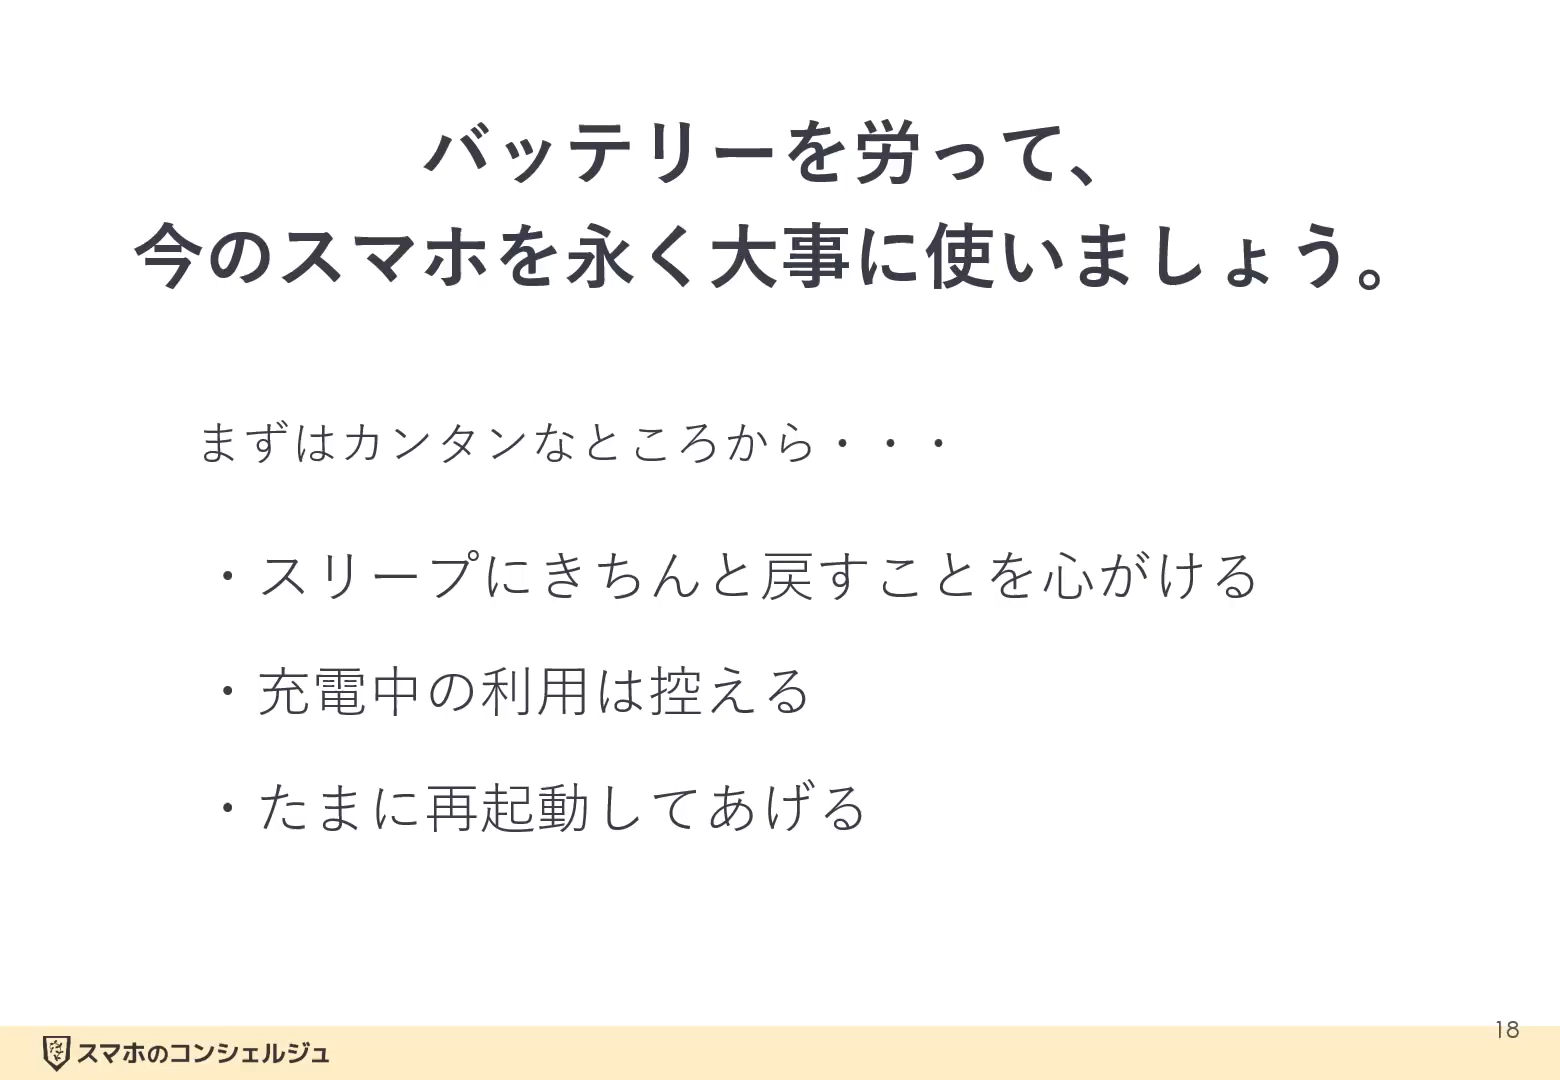 バッテリーを労って、
今のスマホを永く大事に使いましょう。
まずはカンタンなところから・・・
・スリープにきちんと戻すことを心がける
・充電中の利用は控える
・たまに再起動してあげる
18
スマホのコンシェルジュ